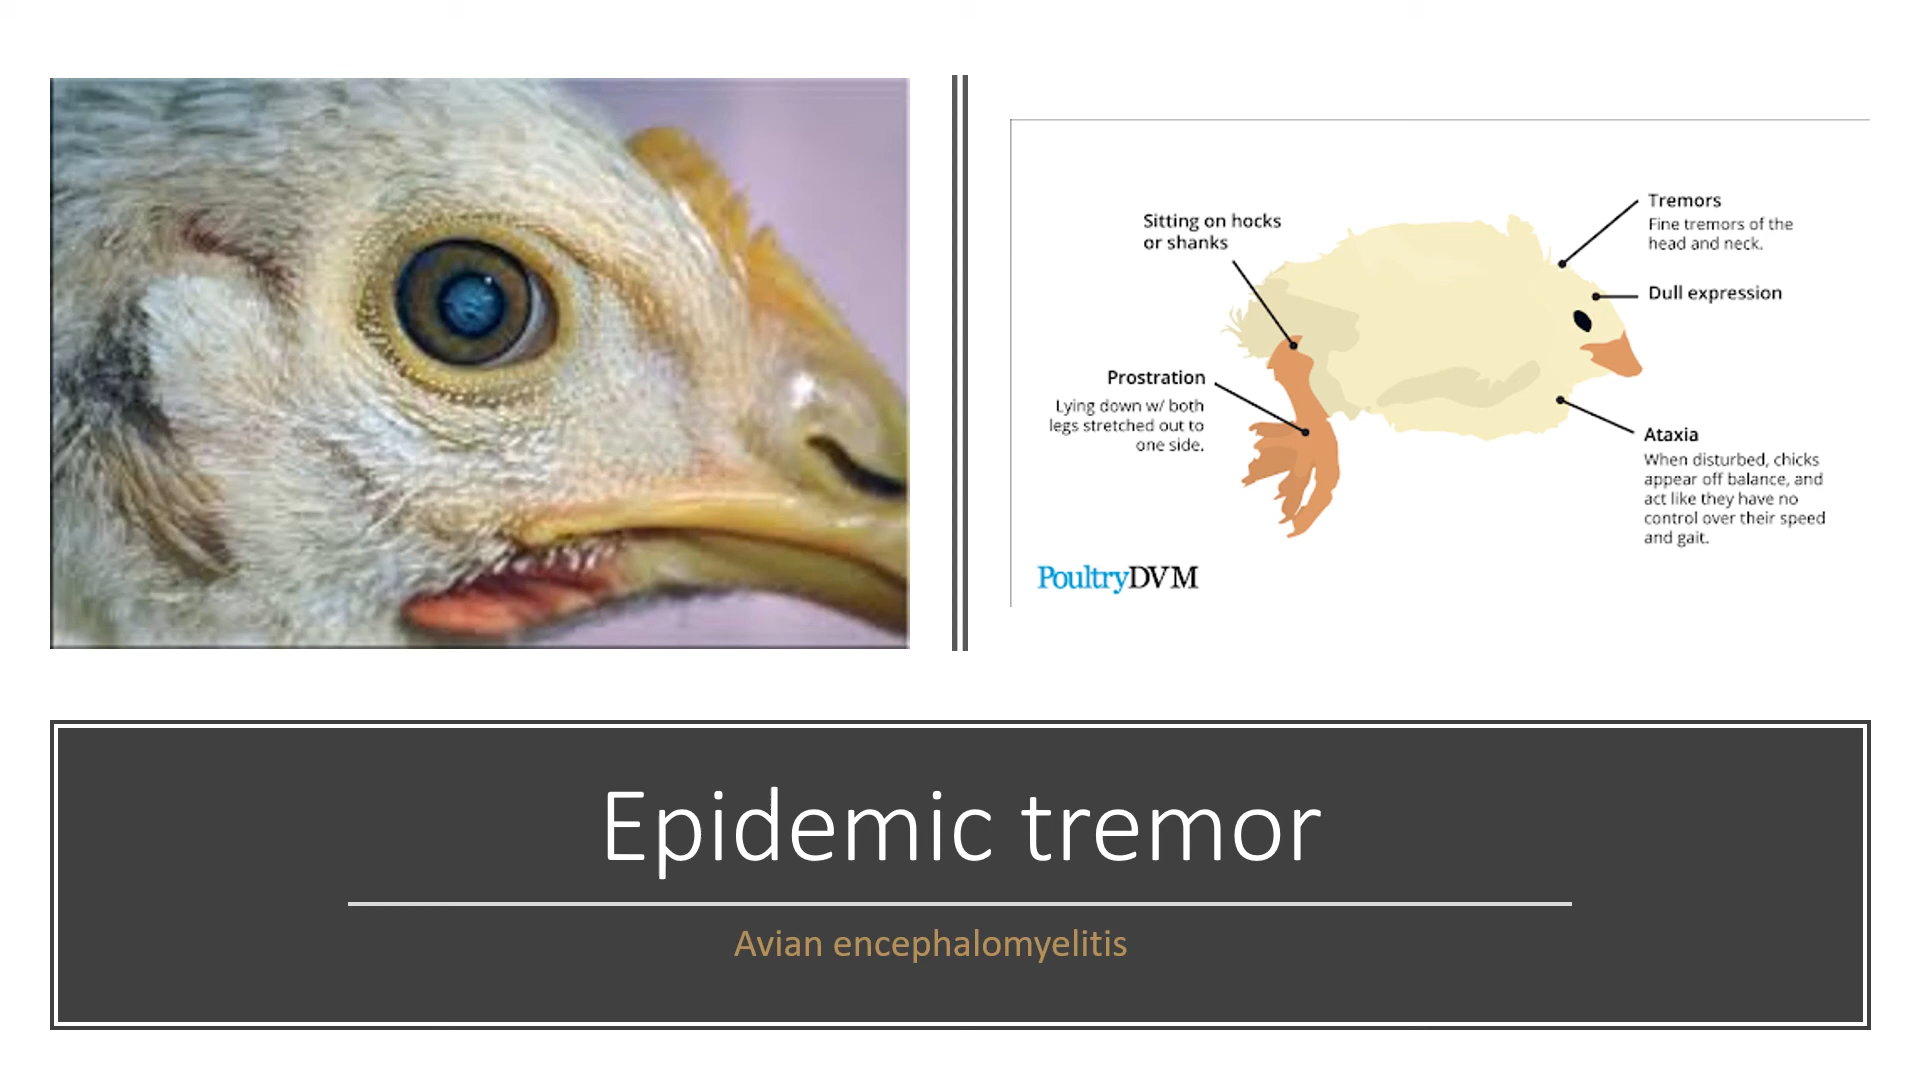 Sitting on hocks
or shanks
Prostration
Lying down w/ both
legs stretched out to
one side.
Tremors
Fine tremors of the
head and neck.
Dull expression
Ataxia
When disturbed, chicks
appear off balance, and
act like they have no
control over their speed
and gait.
PoultryDVM
Epidemic tremor
Avian encephalomyelitis